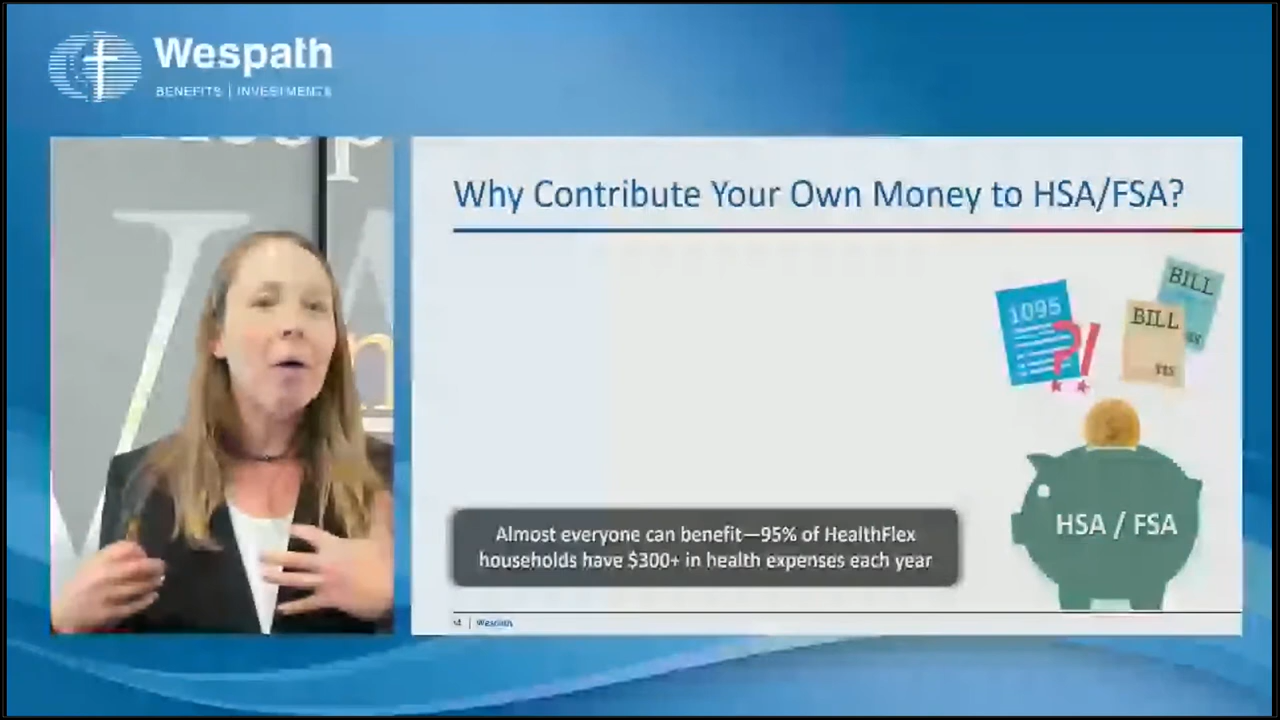 Wespath
BENEFITS | INVESTMENTS
Why Contribute Your Own Money to HSA/FSA?
1095
?!
BILL
BILL
YES
HSA / FSA
Almost everyone can benefit—95% of HealthFlex
households have $300+ in health expenses each year
| Wespath